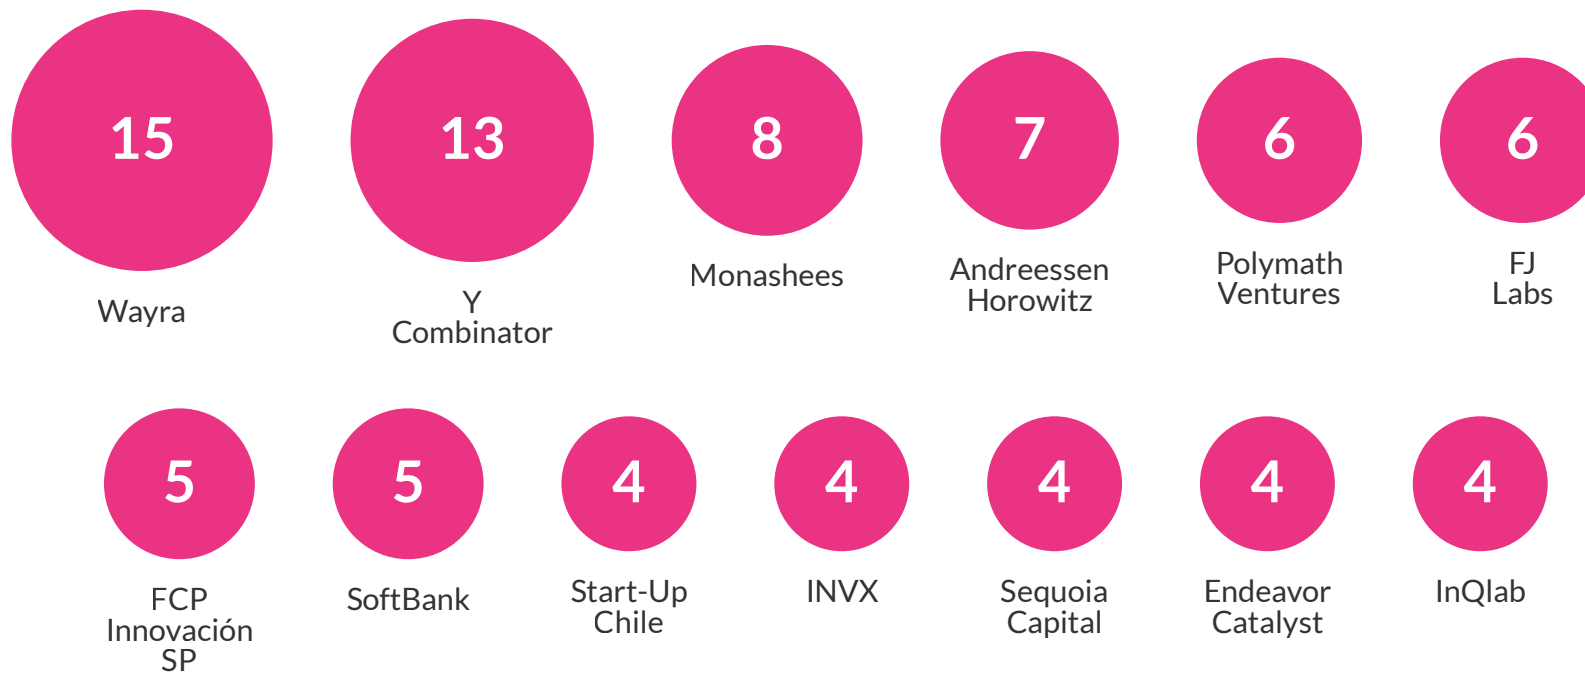 15
13
8
7
6
6
Wayra
Y
Combinator
Monashees
Andreessen
Horowitz
Polymath
Ventures
FJ
Labs
5
5
4
4
4
4
4
FCP
Innovación
SP
SoftBank
Start-Up
Chile
INVX
Sequoia
Capital
Endeavor
Catalyst
InQlab